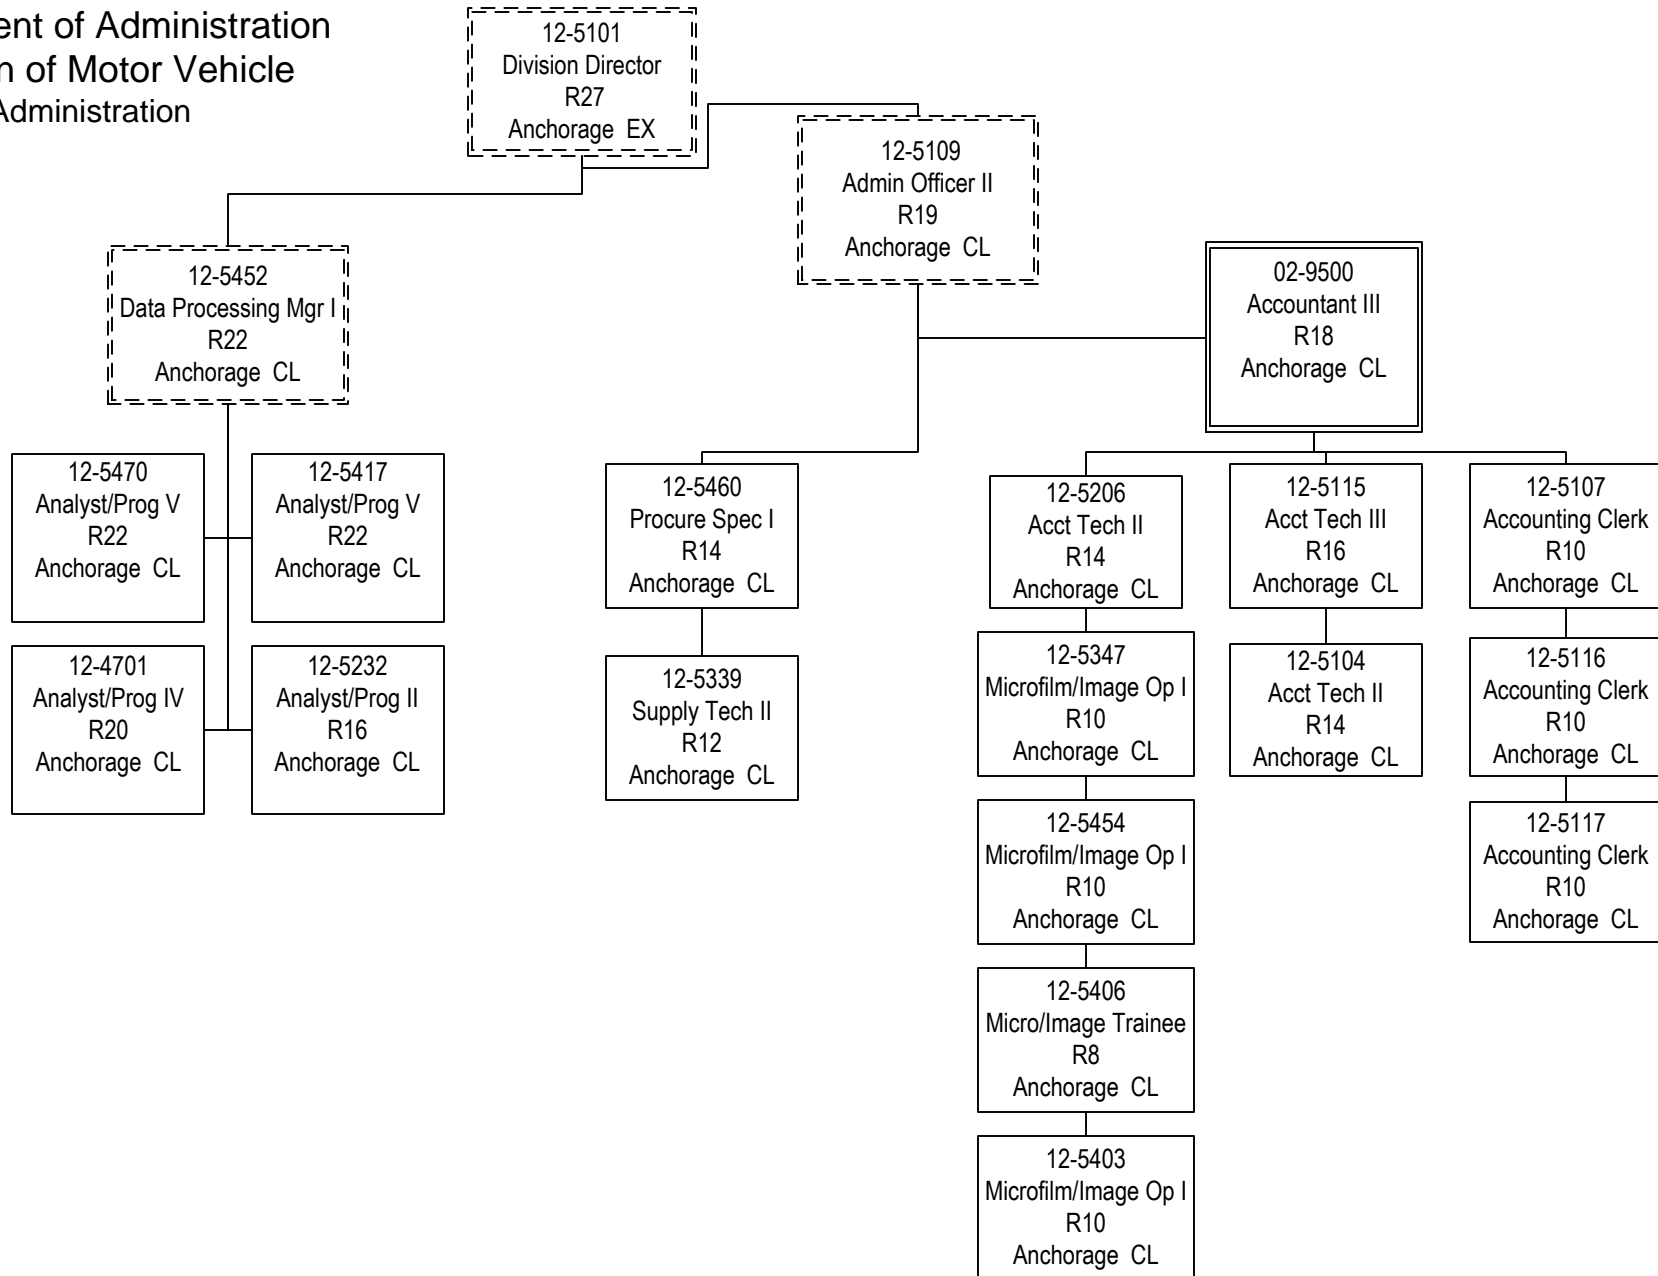 ent of Administration
n of Motor Vehicle
Administration
12-5101
Division Director
R27
Anchorage EX
12-5109
Admin Officer II
R19
Anchorage CL
12-5452
Data Processing Mgr I
R22
Anchorage CL
02-9500
Accountant III
R18
Anchorage CL
12-5470
Analyst/Prog V
R22
Anchorage CL
12-5417
Analyst/Prog V
R22
Anchorage CL
12-4701
Analyst/Prog IV
R20
Anchorage CL
12-5232
Analyst/Prog II
R16
Anchorage CL
12-5460
Procure Spec I
R14
Anchorage CL
12-5339
Supply Tech II
R12
Anchorage CL
12-5206
Acct Tech II
R14
Anchorage CL
12-5347
Microfilm/Image Op I
R10
Anchorage CL
12-5454
Microfilm/Image Op I
R10
Anchorage CL
12-5406
Micro/Image Trainee
R8
Anchorage CL
12-5403
Microfilm/Image Op I
R10
Anchorage CL
12-5115
Acct Tech III
R16
Anchorage CL
12-5104
Acct Tech II
R14
Anchorage CL
12-5107
Accounting Clerk
R10
Anchorage CL
12-5116
Accounting Clerk
R10
Anchorage CL
12-5117
Accounting Clerk
R10
Anchorage CL